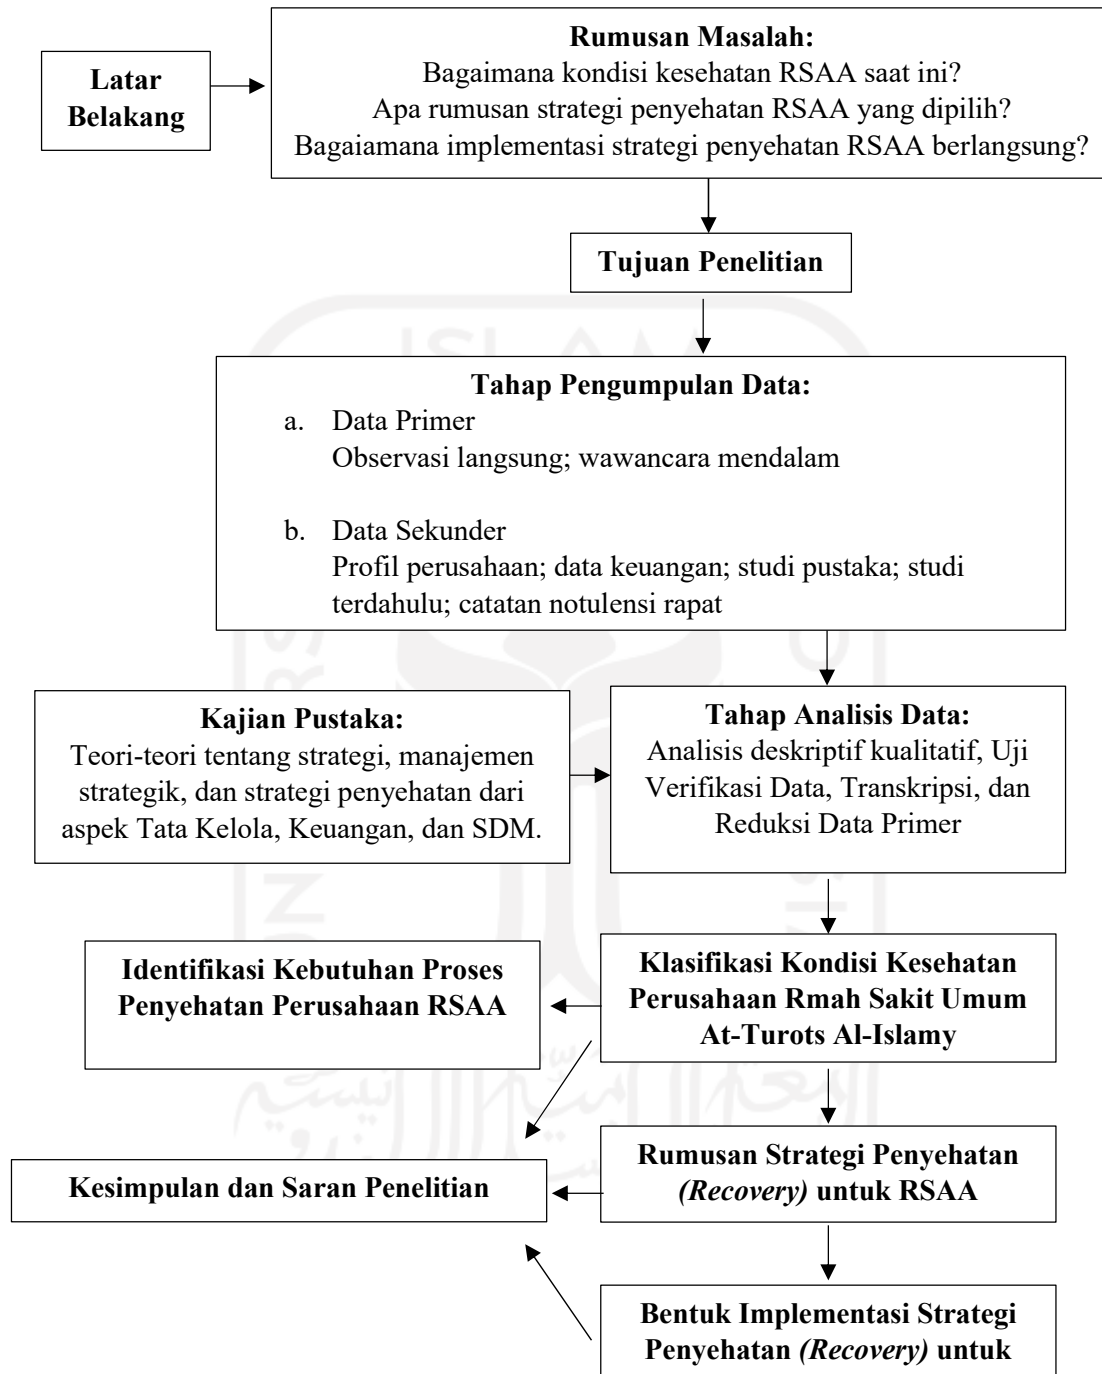 Latar
Belakang
Rumusan Masalah:
Bagaimana kondisi kesehatan RSAA saat ini?
Apa rumusan strategi penyehatan RSAA yang dipilih?
Bagaiamana implementasi strategi penyehatan RSAA berlangsung?
Tujuan Penelitian
Tahap Pengumpulan Data:
a. Data Primer
Observasi langsung; wawancara mendalam
b. Data Sekunder
Profil perusahaan; data keuangan; studi pustaka; studi
terdahulu; catatan notulensi rapat
Kajian Pustaka:
Teori-teori tentang strategi, manajemen
strategik, dan strategi penyehatan dari
aspek Tata Kelola, Keuangan, dan SDM.
Tahap Analisis Data:
Analisis deskriptif kualitatif, Uji
Verifikasi Data, Transkripsi, dan
Reduksi Data Primer
Identifikasi Kebutuhan Proses
Penyehatan Perusahaan RSAA
Klasifikasi Kondisi Kesehatan
Perusahaan Rmah Sakit Umum
At-Turots Al-Islamy
Kesimpulan dan Saran Penelitian
Rumusan Strategi Penyehatan
(Recovery) untuk RSAA
Bentuk Implementasi Strategi
Penyehatan (Recovery) untuk
ISLAM